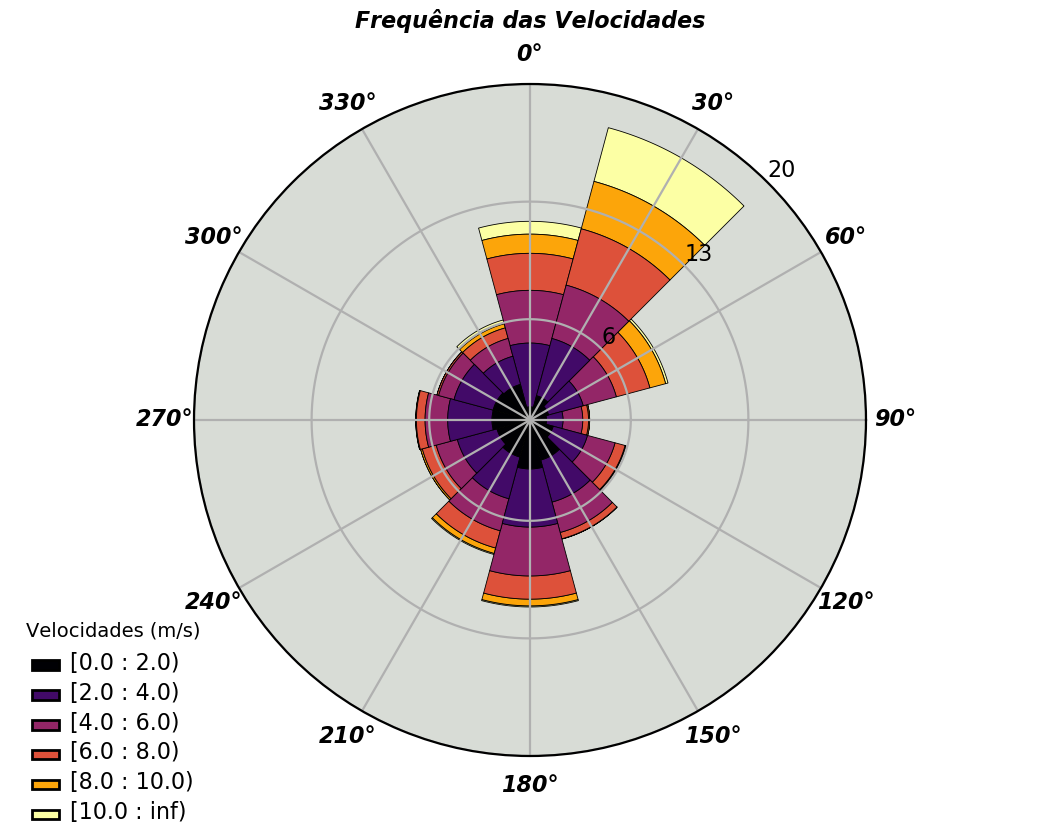 Frequência das Velocidades
0°
330°
30°
20
300°
60°
13
6
270°
90°
240°
120°
Velocidades (m/s)
[0.0 : 2.0)
[2.0 : 4.0)
[4.0 : 6.0)
210°
150°
[6.0 : 8.0)
180°
[8.0 : 10.0)
[10.0 : inf)